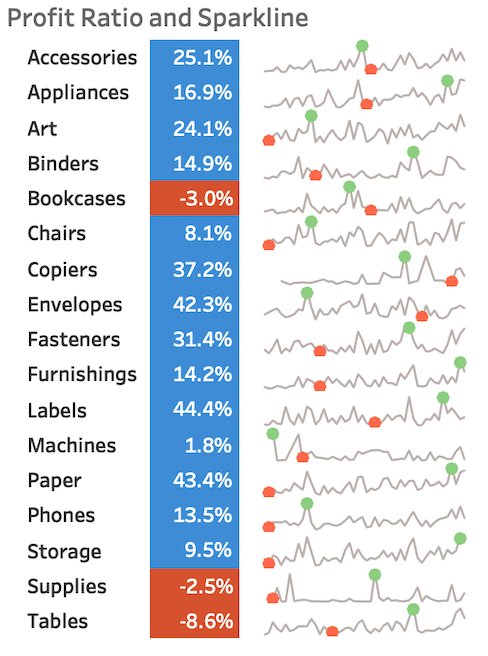 Profit Ratio and Sparkline
Accessories 25.1%
Appliances 16.9%
Art 24.1%
Binders 14.9%
Bookcases -3.0%
Chairs 8.1%
Copiers 37.2%
Envelopes 42.3%
Fasteners 31.4%
Furnishings 14.2%
Labels 44.4%
Machines 1.8%
Paper 43.4%
Phones 13.5%
Storage 9.5%
Supplies -2.5%
Tables -8.6%